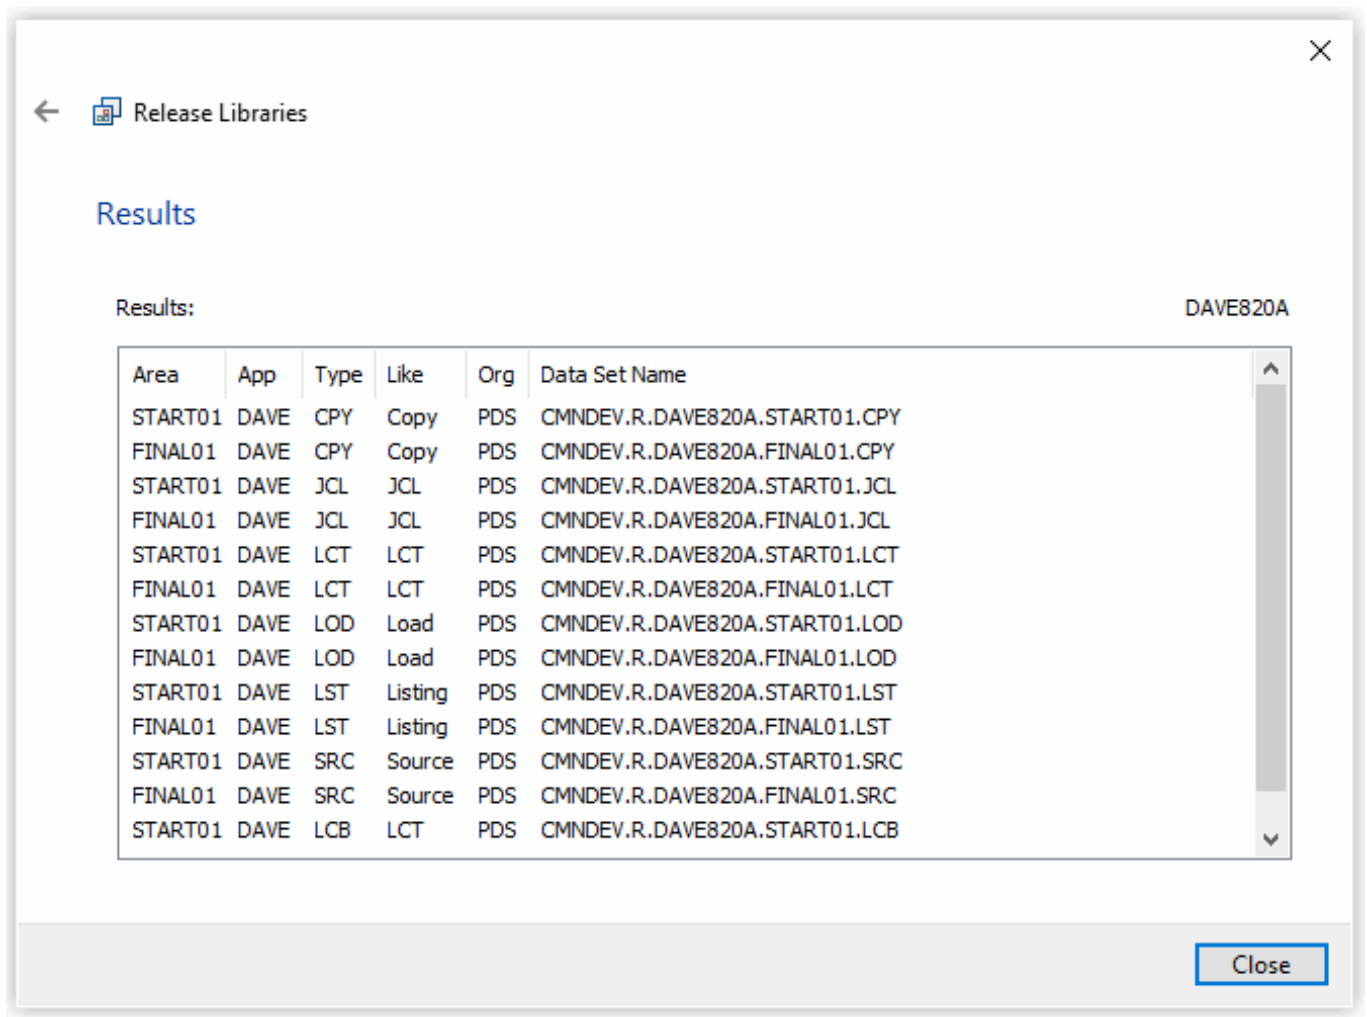 Release Libraries
Results
Results: DAVE820A
Area App Type Like Org Data Set Name
START01 DAVE CPY Copy PDS CMNDEV.R.DAVE820A.START01.CPY
FINAL01 DAVE CPY Copy PDS CMNDEV.R.DAVE820A.FINAL01.CPY
START01 DAVE JCL JCL PDS CMNDEV.R.DAVE820A.START01.JCL
FINAL01 DAVE JCL JCL PDS CMNDEV.R.DAVE820A.FINAL01.JCL
START01 DAVE LCT LCT PDS CMNDEV.R.DAVE820A.START01.LCT
FINAL01 DAVE LCT LCT PDS CMNDEV.R.DAVE820A.FINAL01.LCT
START01 DAVE LOD Load PDS CMNDEV.R.DAVE820A.START01.LOD
FINAL01 DAVE LOD Load PDS CMNDEV.R.DAVE820A.FINAL01.LOD
START01 DAVE LST Listing PDS CMNDEV.R.DAVE820A.START01.LST
FINAL01 DAVE LST Listing PDS CMNDEV.R.DAVE820A.FINAL01.LST
START01 DAVE SRC Source PDS CMNDEV.R.DAVE820A.START01.SRC
FINAL01 DAVE SRC Source PDS CMNDEV.R.DAVE820A.FINAL01.SRC
START01 DAVE LCB LCT PDS CMNDEV.R.DAVE820A.START01.LCB
Close